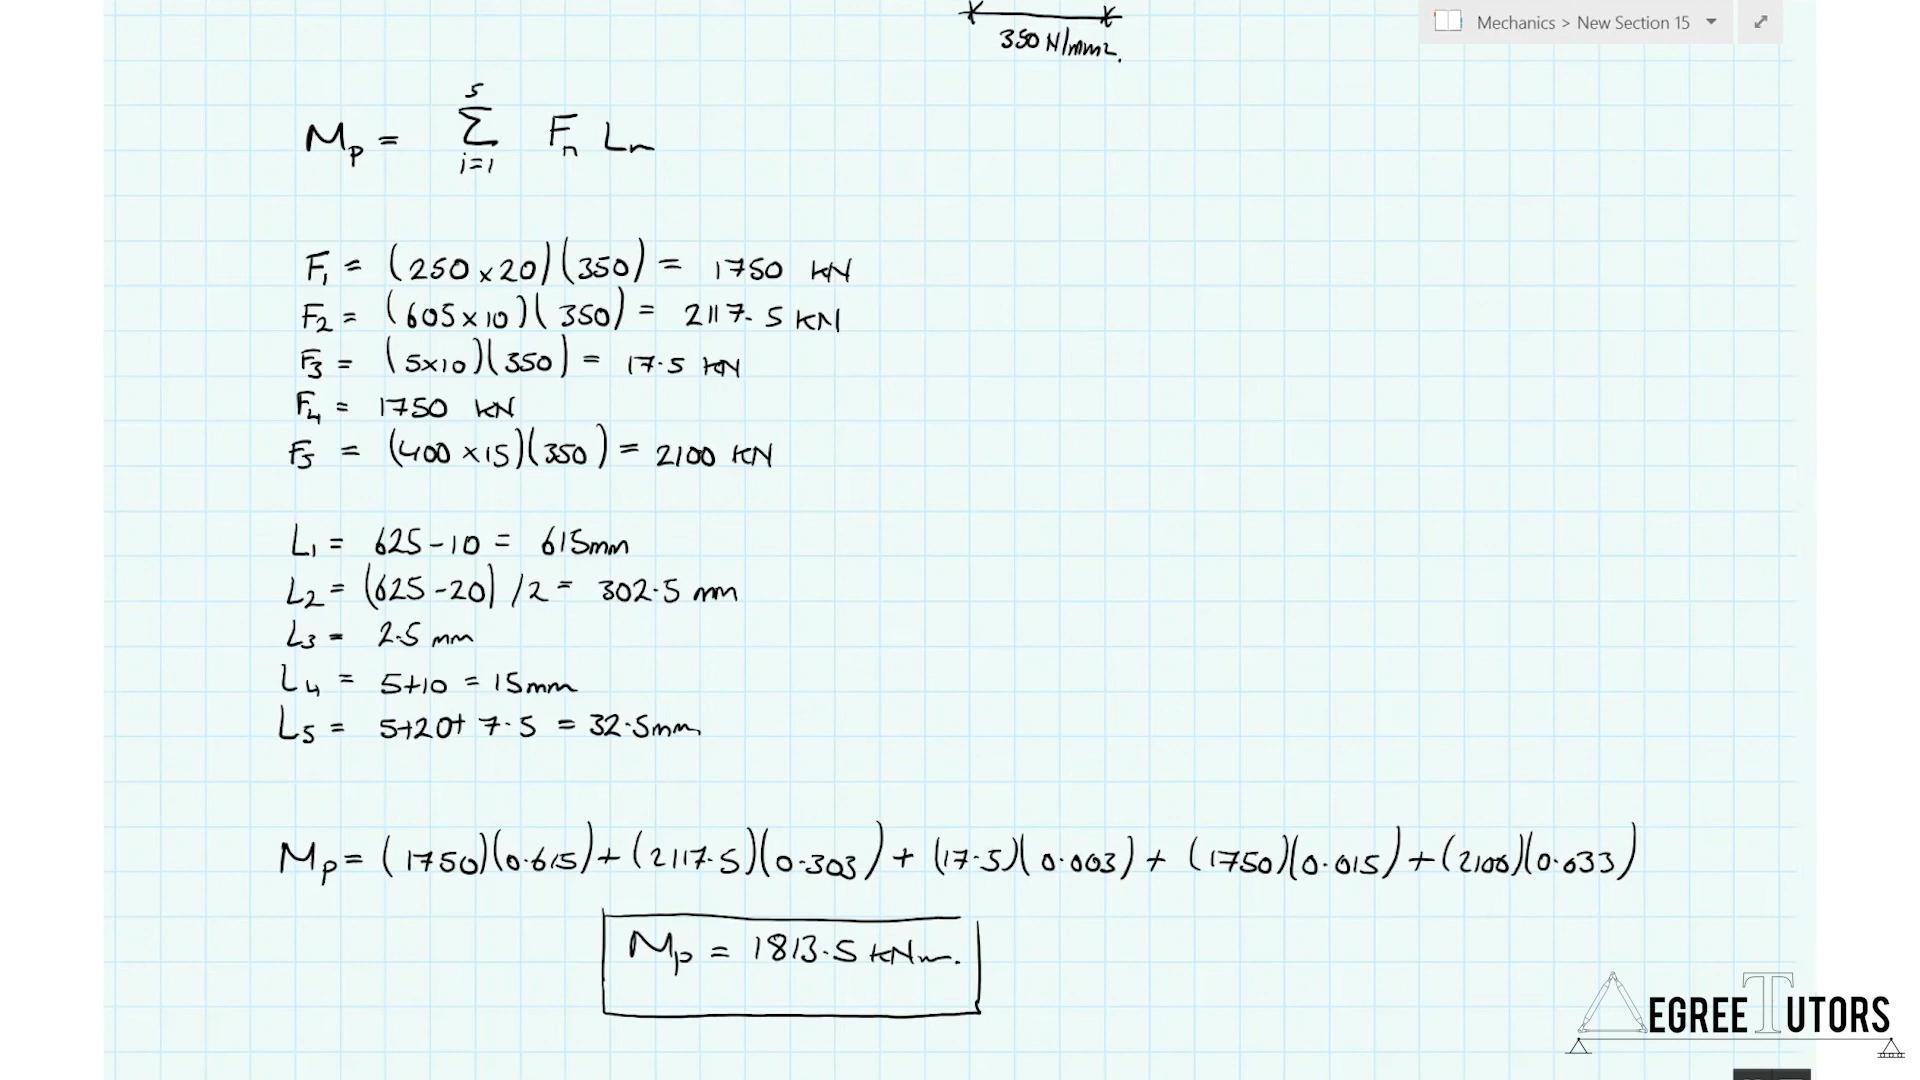 Mechanics > New Section 15
350 N/mm2.
5
Mp = Σ Fn Ln
i=1
F1 = (250 x 20)(350) = 1750 kN
F2 = (605 x 10)(350) = 2117.5 KN
F3 = (5x10)(350) = 17.5 kN
F4 = 1750 kN
F5 = (400 x 15)(350) = 2100 KN
L1 = 625 - 10 = 615mm
L2 = (625 - 20) / 2 = 302.5 mm
L3 = 2.5 mm
L4 = 5+10 = 15mm
L5 = 5+20+ 7.5 = 32.5mm
Mp = (1750)(0.615) + (2117.5)(0.303) + (17.5)(0.003) + (1750)(0.015) + (2100)(0.033)
Mp = 1813.5 kNm.
DEGREE TUTORS